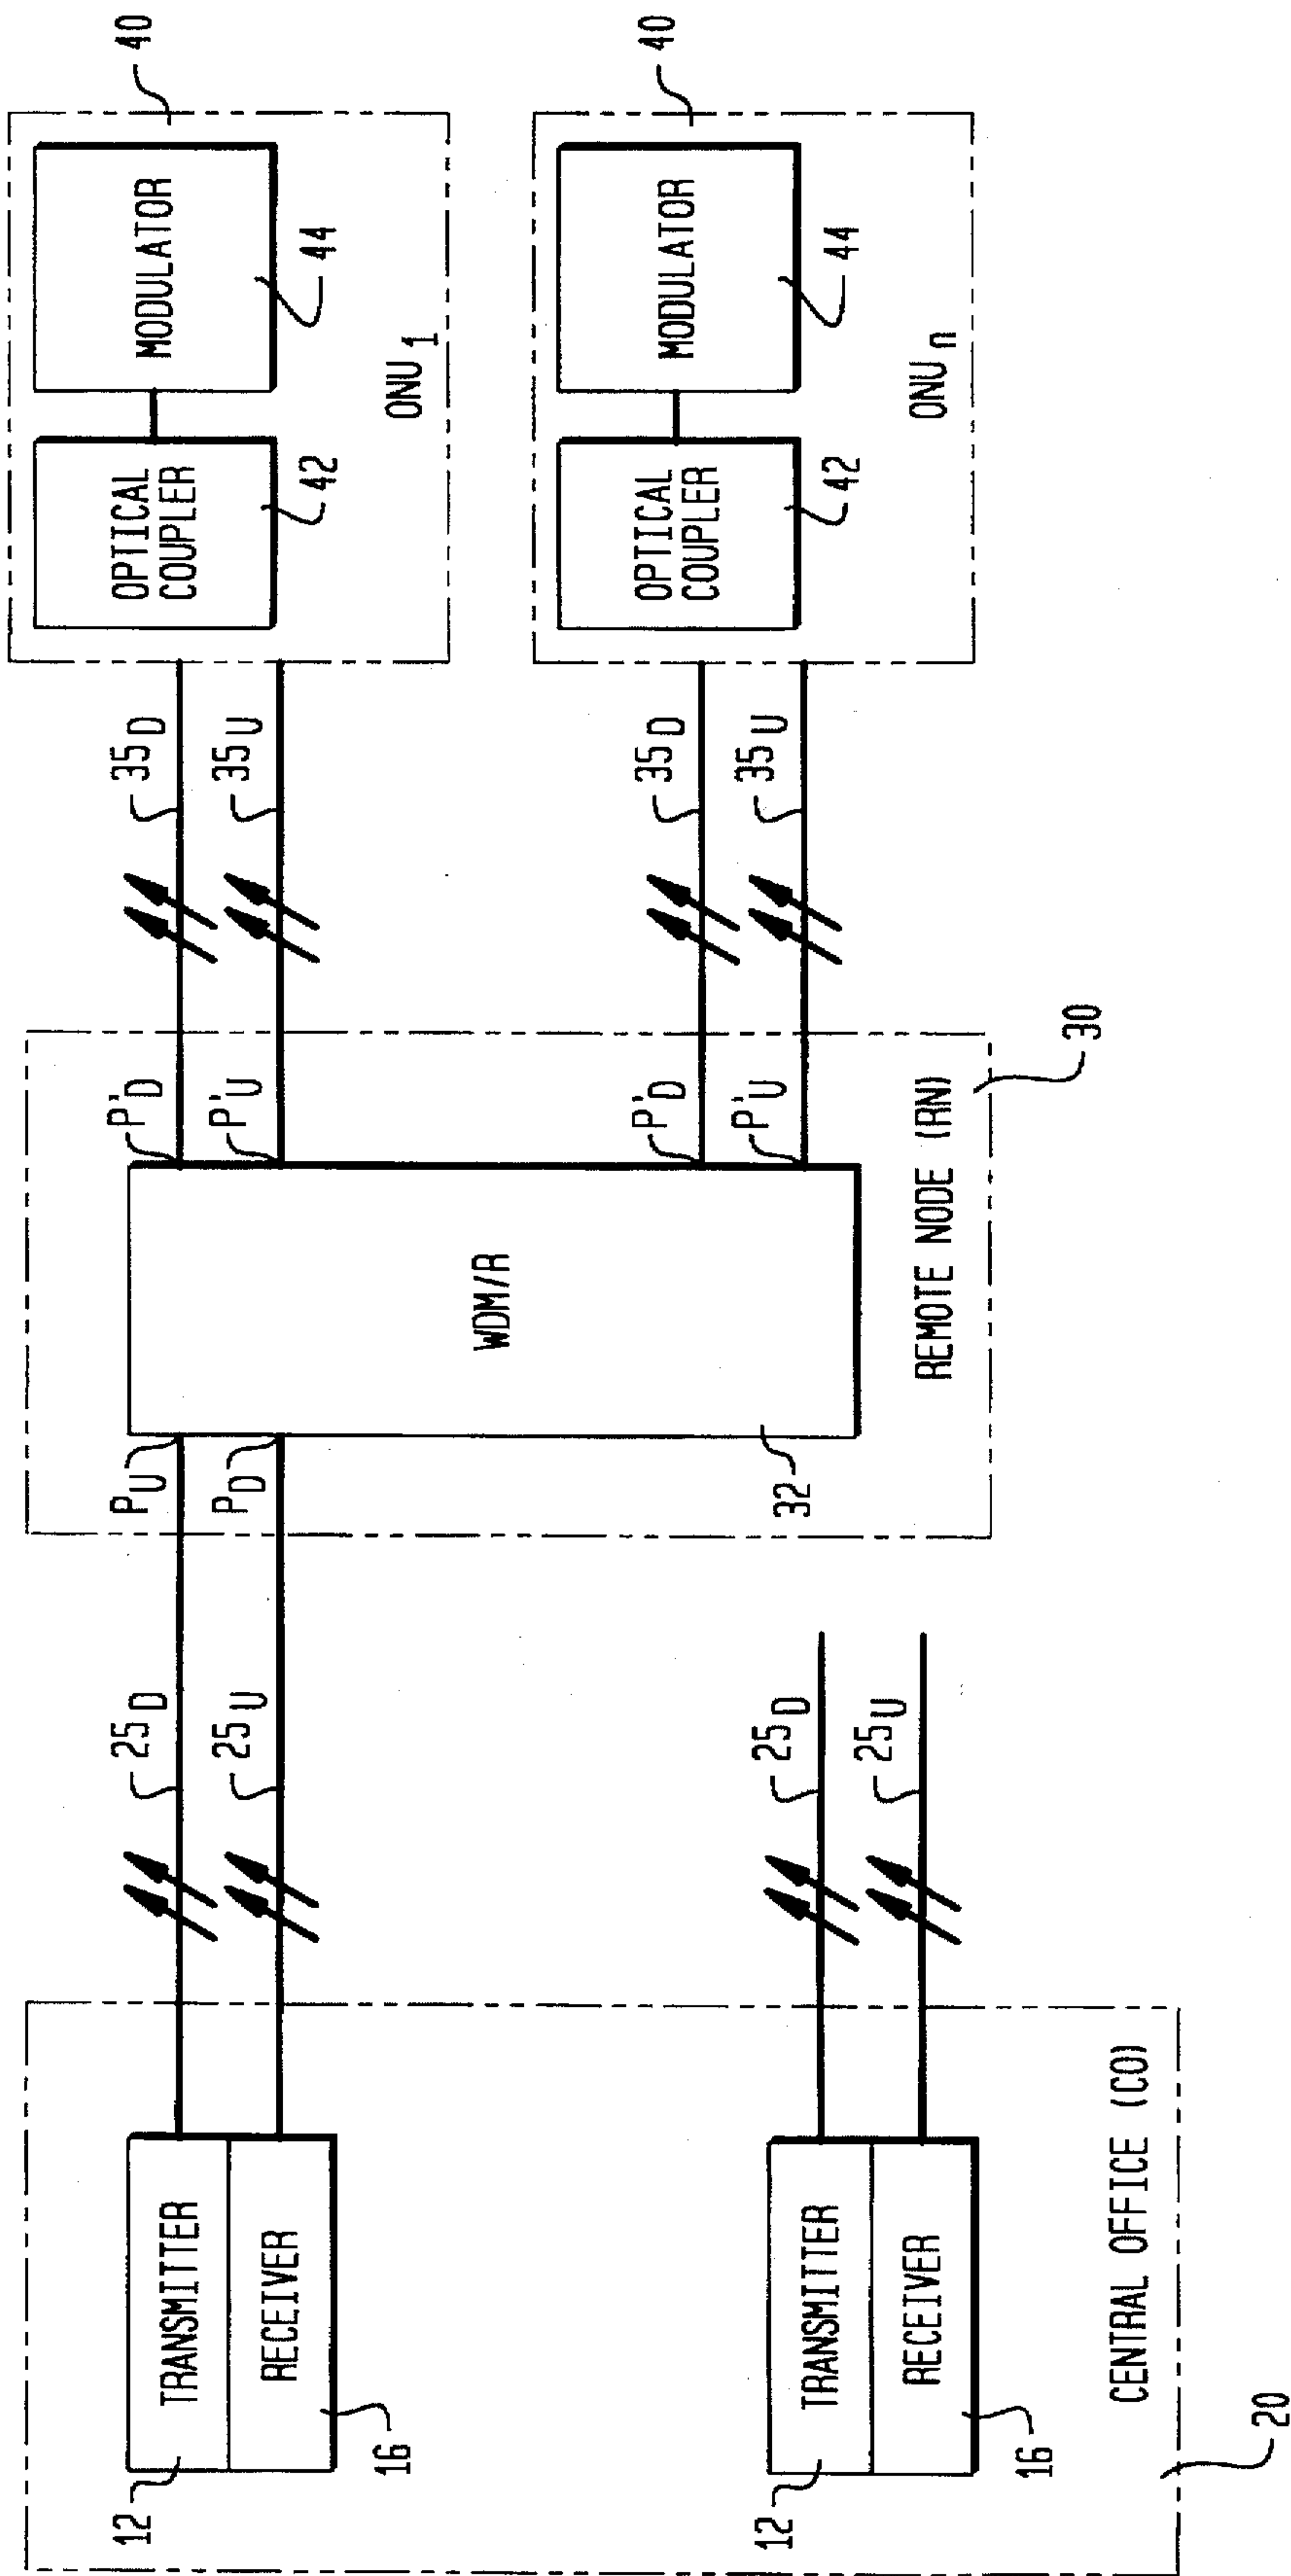 12
TRANSMITTER
RECEIVER
16
12
TRANSMITTER
RECEIVER
16
CENTRAL OFFICE (CO)
20
25D
25U
25D
25U
PU
PD
WDM/R
32
P'D
P'U
P'D
P'U
REMOTE NODE (RN)
30
35D
35U
35D
35U
OPTICAL
COUPLER
42
MODULATOR
44
ONU1
40
OPTICAL
COUPLER
42
MODULATOR
44
ONUn
40